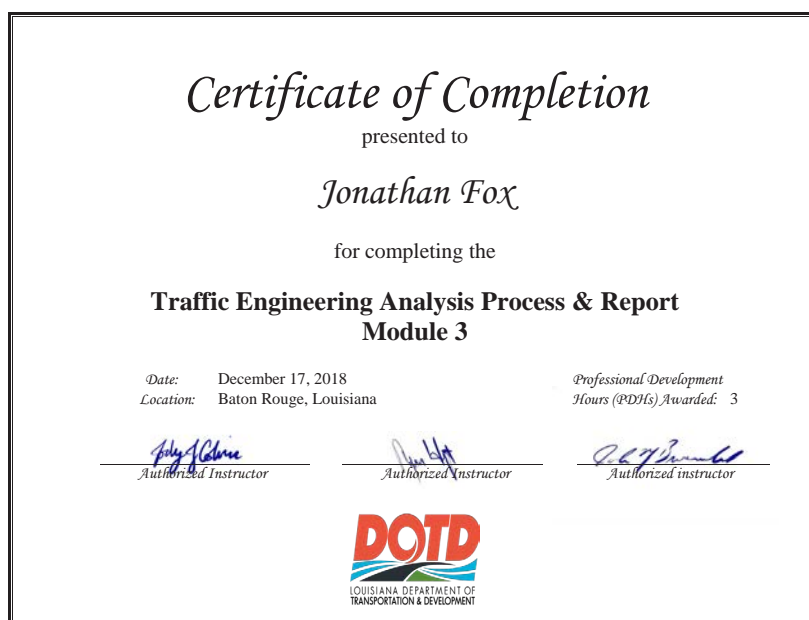 Certificate of Completion
presented to
Jonathan Fox
for completing the
Traffic Engineering Analysis Process & Report
Module 3
Date: December 17, 2018
Location: Baton Rouge, Louisiana
Professional Development
Hours (PDHs) Awarded: 3
Authorized Instructor
Authorized Instructor
Authorized instructor
DOTD
LOUISIANA DEPARTMENT OF
TRANSPORTATION & DEVELOPMENT